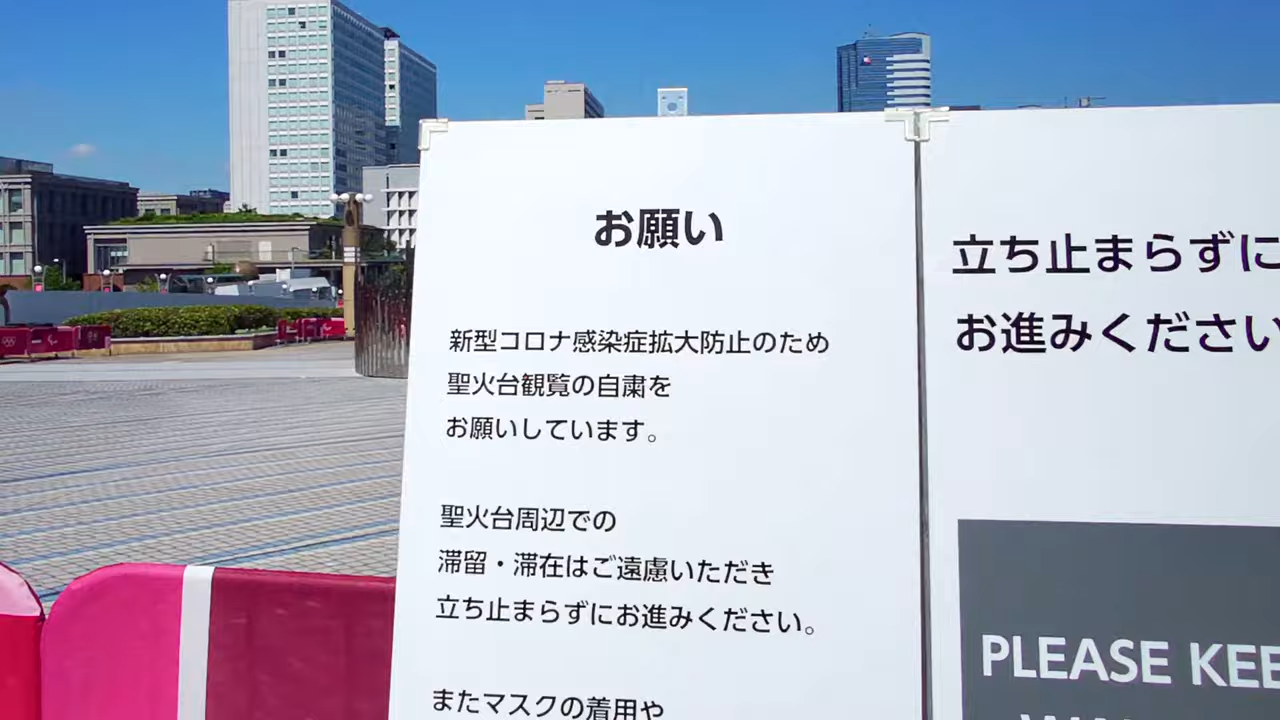 お願い
新型コロナ感染症拡大防止のため
聖火台観覧の自粛を
お願いしています。
聖火台周辺での
滞留・滞在はご遠慮いただき
立ち止まらずにお進みください。
またマスクの着用や
立ち止まらずに
お進みください
PLEASE KEE